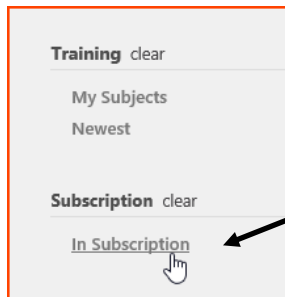 Training clear
My Subjects
Newest
Subscription clear
In Subscription